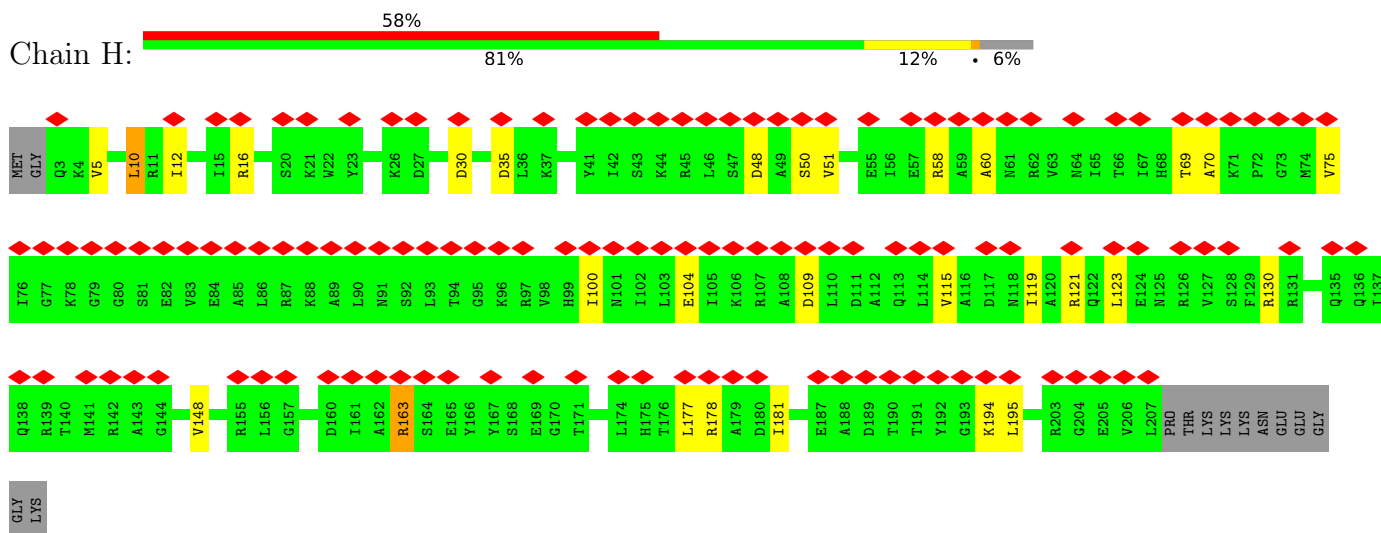 58%
Chain H:
81% 12% • 6%
MET GLY Q3 K4 V5 L10 R11 I12 I15 R16 S20 K21 W22 Y23 K26 D27 D30 D35 L36 K37 Y41 I42 S43 K44 R45 L46 S47 D48 A49 S50 V51 E55 I56 E57 R58 A59 A60 N61 R62 V63 N64 I65 T66 I67 H68 T69 A70 K71 P72 G73 M74 V75
I76 G77 K78 G79 G80 S81 E82 V83 E84 A85 L86 R87 K88 A89 L90 N91 S92 L93 T94 G95 K96 R97 V98 H99 I100 N101 I102 L103 E104 I105 K106 R107 A108 D109 L110 D111 A112 Q113 L114 V115 A116 D117 N118 I119 A120 R121 Q122 L123 E124 N125 R126 V127 S128 F129 R130 R131 Q135 Q136 I137
Q138 R139 T140 M141 R142 A143 G144 V148 R155 L156 G157 D160 I161 A162 R163 S164 E165 Y166 Y167 S168 E169 G170 T171 L174 H175 T176 L177 R178 A179 D180 I181 E187 A188 D189 T190 T191 Y192 G193 K194 L195 R203 G204 E205 V206 L207 PRO THR LYS LYS LYS ASN GLU GLU GLY
GLY LYS